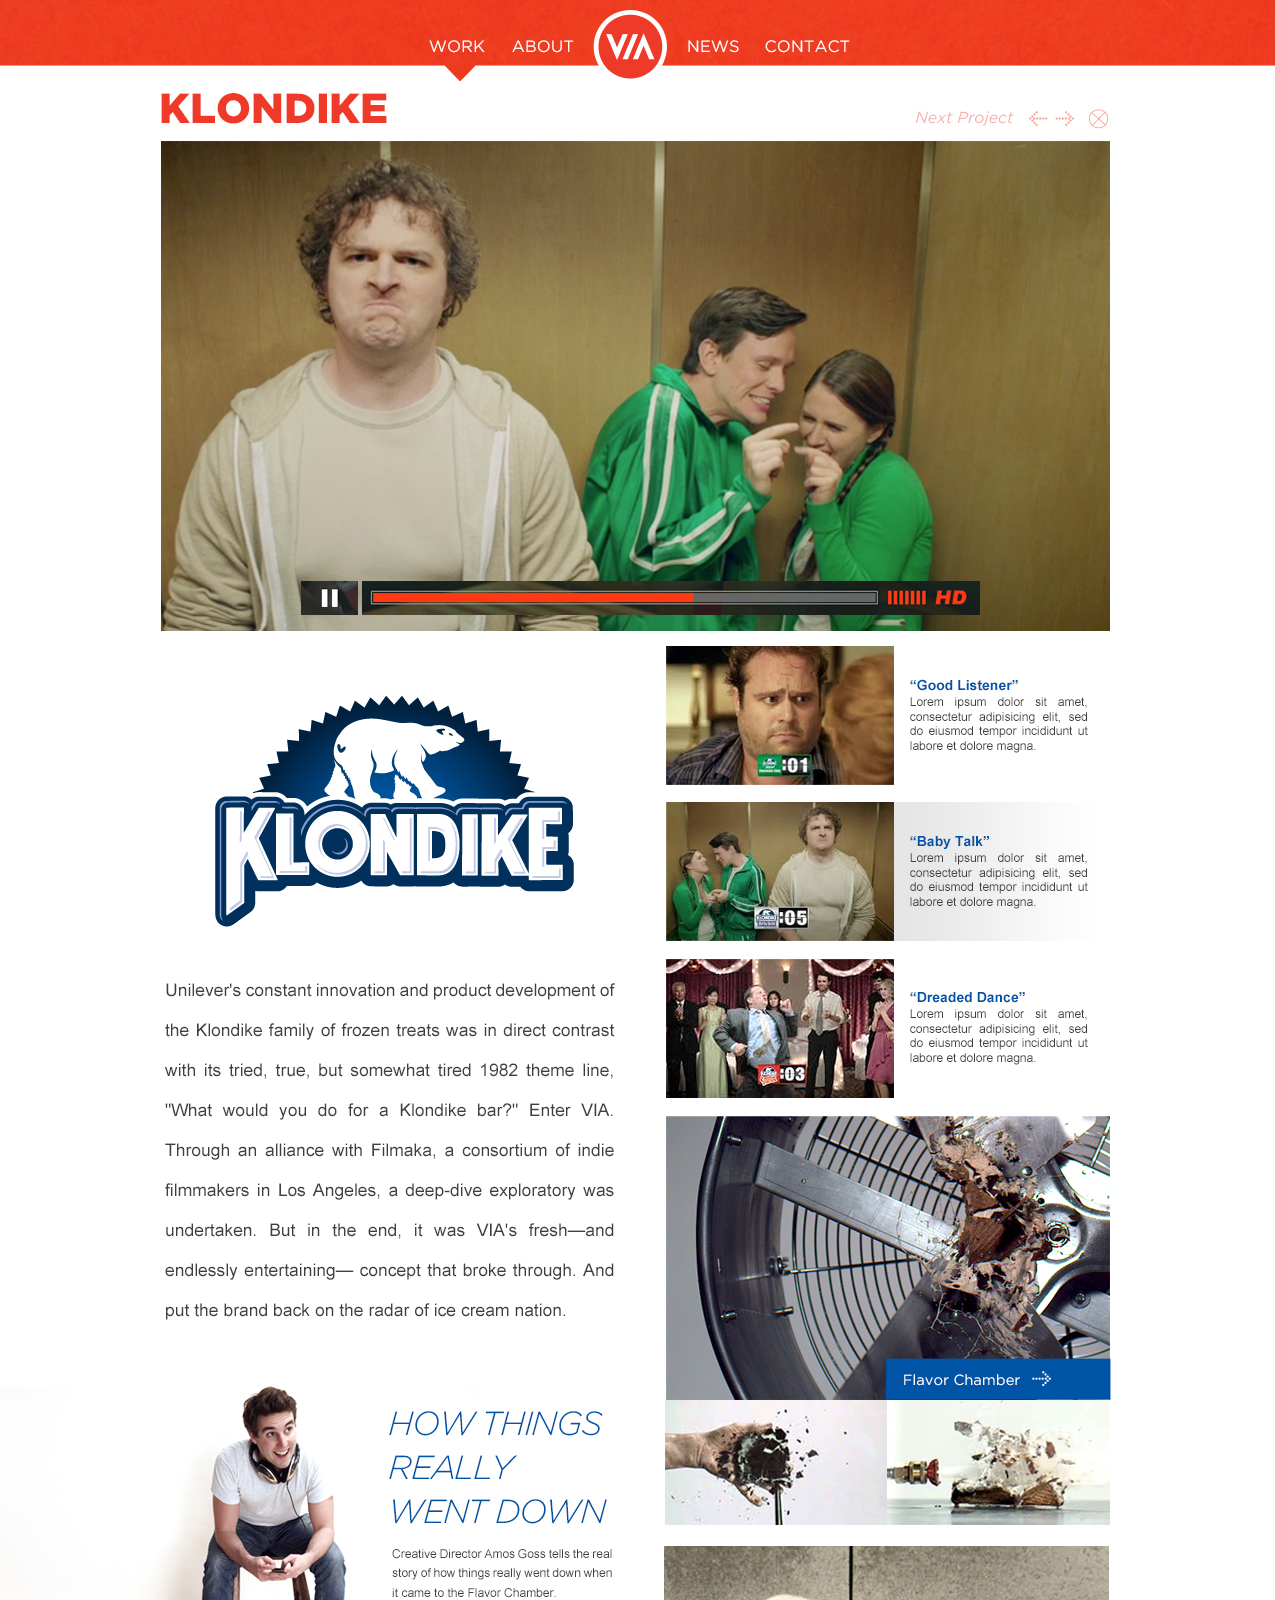 WORK ABOUT VIA NEWS CONTACT
KLONDIKE
Next Project
HD
KLONDIKE
Unilever's constant innovation and product development of
the Klondike family of frozen treats was in direct contrast
with its tried, true, but somewhat tired 1982 theme line,
"What would you do for a Klondike bar?" Enter VIA.
Through an alliance with Filmaka, a consortium of indie
filmmakers in Los Angeles, a deep-dive exploratory was
undertaken. But in the end, it was VIA's fresh—and
endlessly entertaining— concept that broke through. And
put the brand back on the radar of ice cream nation.
:01
“Good Listener”
Lorem ipsum dolor sit amet,
consectetur adipisicing elit, sed
do eiusmod tempor incididunt ut
labore et dolore magna.
KLONDIKE
:05
“Baby Talk”
Lorem ipsum dolor sit amet,
consectetur adipisicing elit, sed
do eiusmod tempor incididunt ut
labore et dolore magna.
:03
“Dreaded Dance”
Lorem ipsum dolor sit amet,
consectetur adipisicing elit, sed
do eiusmod tempor incididunt ut
labore et dolore magna.
Flavor Chamber
HOW THINGS
REALLY
WENT DOWN
Creative Director Amos Goss tells the real
story of how things really went down when
it came to the Flavor Chamber.